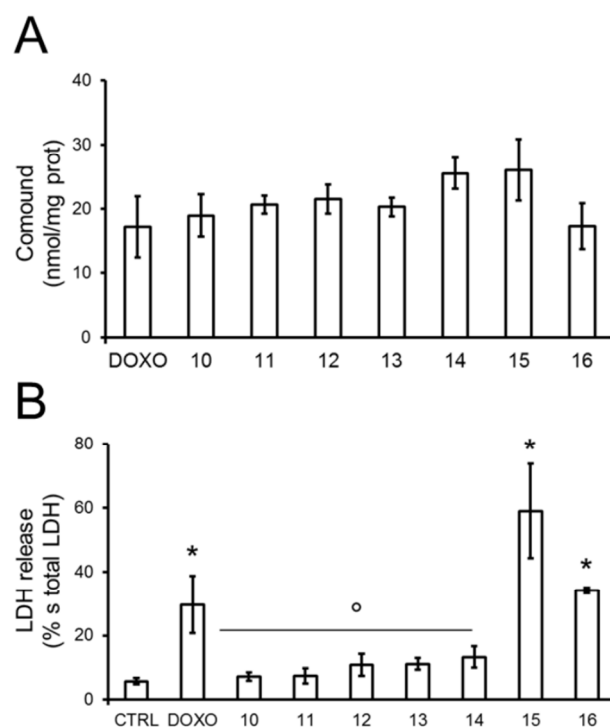 A
40
30
20
10
0
Comound
(nmol/mg prot)
DOXO 10 11 12 13 14 15 16
B
80
60
40
20
0
LDH release
(% s total LDH)
* ° * *
CTRL DOXO 10 11 12 13 14 15 16